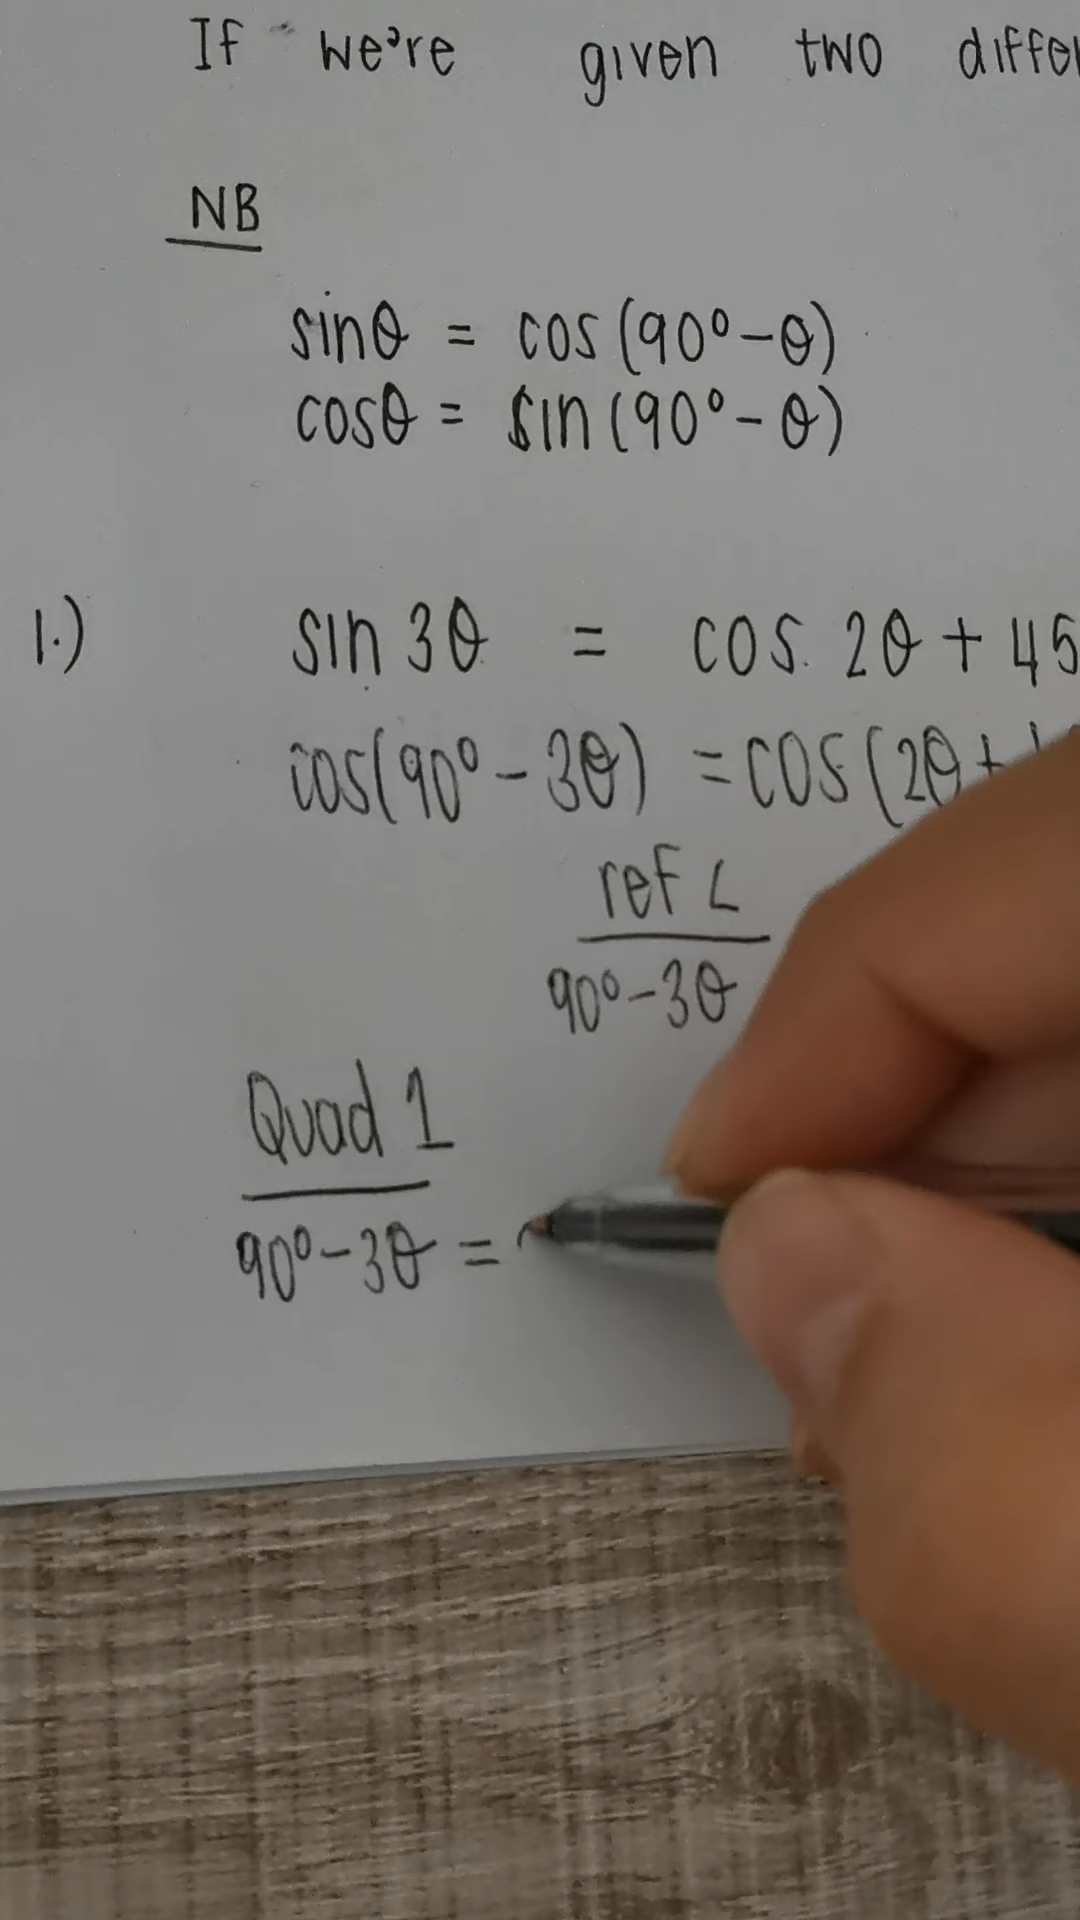 If we're given two differ
NB
sinθ = cos(90°-θ)
cosθ = sin(90°-θ)
1.) sin 3θ = cos 2θ + 45
cos(90°-3θ) = cos(2θ+
ref ∠
90°-3θ
Quad 1
90°-3θ =